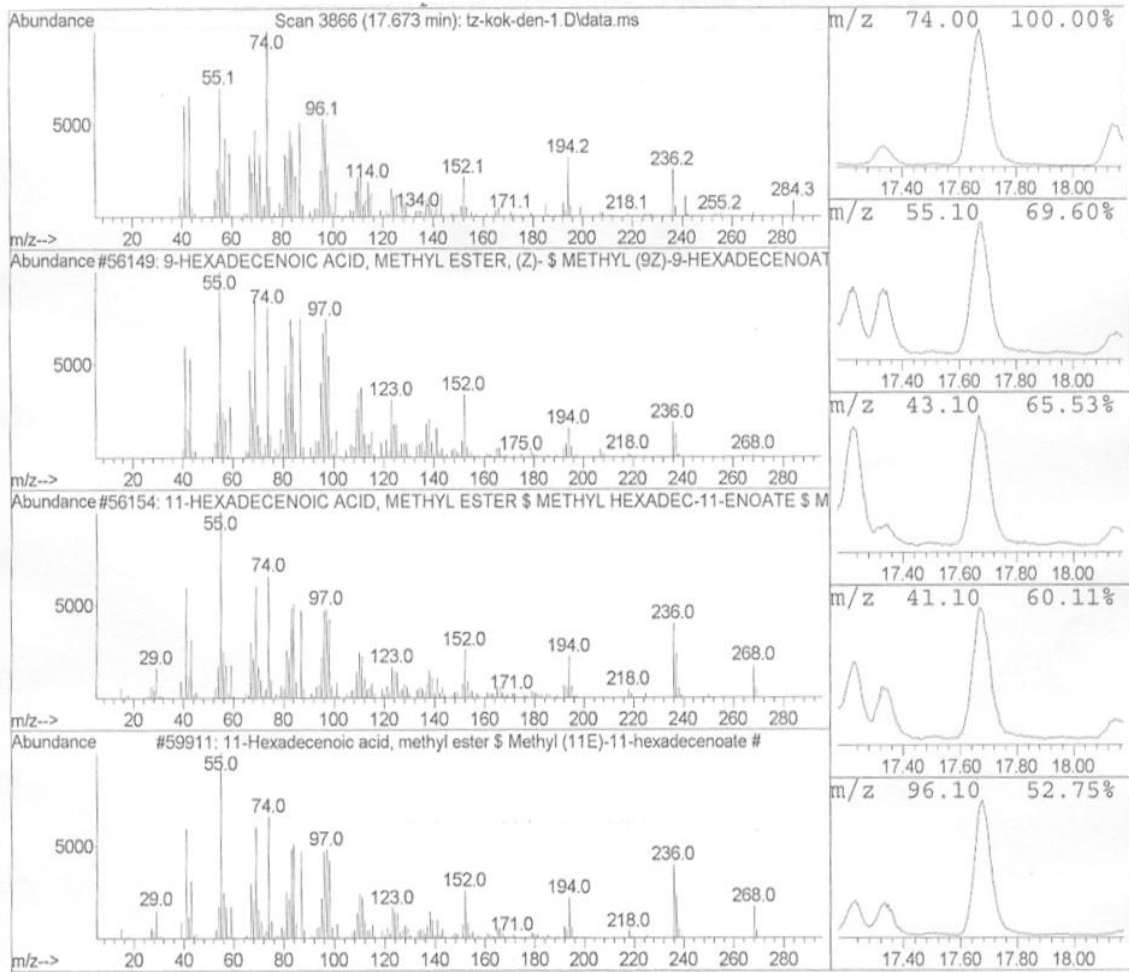 Abundance Scan 3866 (17.673 min): tz-kok-den-1.D\data.ms
74.0
55.1
96.1
5000
194.2
236.2
152.1
114.0
284.3
134.0
171.1
218.1
255.2
m/z--> 20 40 60 80 100 120 140 160 180 200 220 240 260 280
Abundance #56149: 9-HEXADECENOIC ACID, METHYL ESTER, (Z)- $ METHYL (9Z)-9-HEXADECENOAT
55.0
74.0
97.0
5000
123.0
152.0
194.0
236.0
175.0
218.0
268.0
m/z--> 20 40 60 80 100 120 140 160 180 200 220 240 260 280
Abundance #56154: 11-HEXADECENOIC ACID, METHYL ESTER $ METHYL HEXADEC-11-ENOATE $ M
55.0
74.0
5000
97.0
236.0
152.0
29.0
123.0
194.0
268.0
171.0
218.0
m/z--> 20 40 60 80 100 120 140 160 180 200 220 240 260 280
Abundance #59911: 11-Hexadecenoic acid, methyl ester $ Methyl (11E)-11-hexadecenoate #
55.0
74.0
5000
97.0
236.0
152.0
29.0
123.0
194.0
268.0
171.0
218.0
m/z--> 20 40 60 80 100 120 140 160 180 200 220 240 260 280
m/z 74.00 100.00%
17.40 17.60 17.80 18.00
m/z 55.10 69.60%
17.40 17.60 17.80 18.00
m/z 43.10 65.53%
17.40 17.60 17.80 18.00
m/z 41.10 60.11%
17.40 17.60 17.80 18.00
m/z 96.10 52.75%
17.40 17.60 17.80 18.00